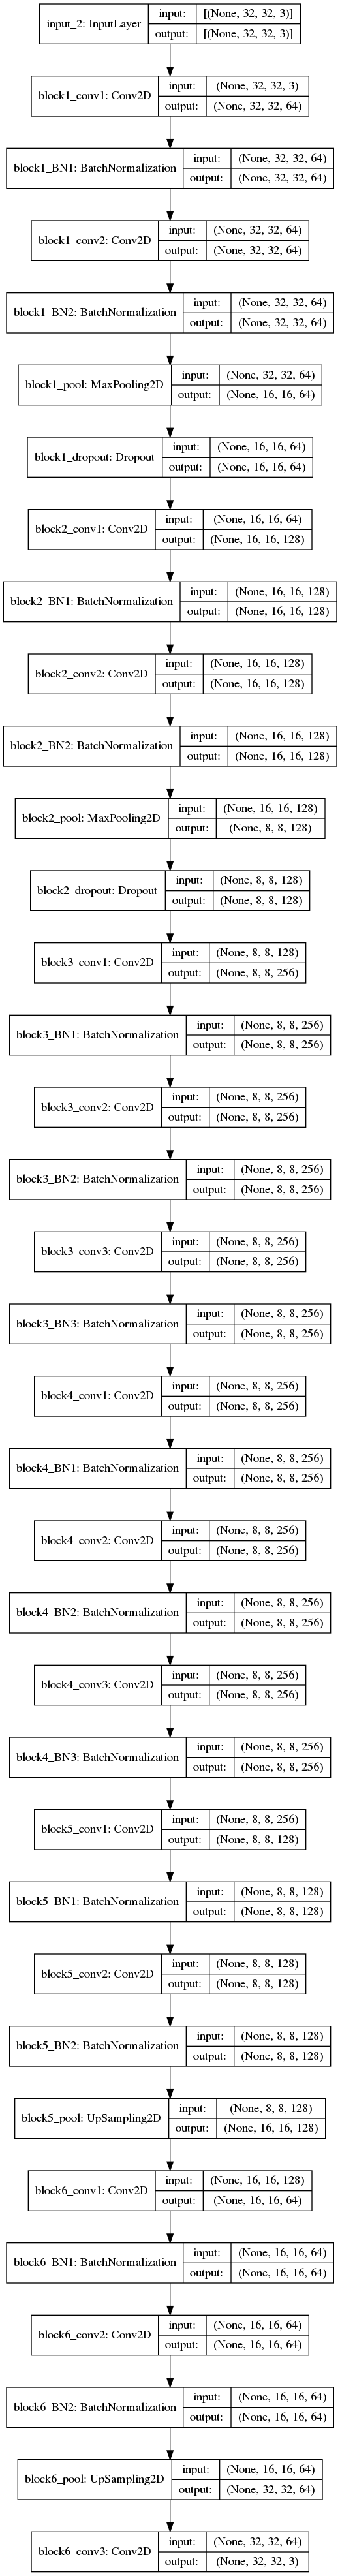 input_2: InputLayer
input: [(None, 32, 32, 3)]
output: [(None, 32, 32, 3)]
block1_conv1: Conv2D
input: (None, 32, 32, 3)
output: (None, 32, 32, 64)
block1_BN1: BatchNormalization
input: (None, 32, 32, 64)
output: (None, 32, 32, 64)
block1_conv2: Conv2D
input: (None, 32, 32, 64)
output: (None, 32, 32, 64)
block1_BN2: BatchNormalization
input: (None, 32, 32, 64)
output: (None, 32, 32, 64)
block1_pool: MaxPooling2D
input: (None, 32, 32, 64)
output: (None, 16, 16, 64)
block1_dropout: Dropout
input: (None, 16, 16, 64)
output: (None, 16, 16, 64)
block2_conv1: Conv2D
input: (None, 16, 16, 64)
output: (None, 16, 16, 128)
block2_BN1: BatchNormalization
input: (None, 16, 16, 128)
output: (None, 16, 16, 128)
block2_conv2: Conv2D
input: (None, 16, 16, 128)
output: (None, 16, 16, 128)
block2_BN2: BatchNormalization
input: (None, 16, 16, 128)
output: (None, 16, 16, 128)
block2_pool: MaxPooling2D
input: (None, 16, 16, 128)
output: (None, 8, 8, 128)
block2_dropout: Dropout
input: (None, 8, 8, 128)
output: (None, 8, 8, 128)
block3_conv1: Conv2D
input: (None, 8, 8, 128)
output: (None, 8, 8, 256)
block3_BN1: BatchNormalization
input: (None, 8, 8, 256)
output: (None, 8, 8, 256)
block3_conv2: Conv2D
input: (None, 8, 8, 256)
output: (None, 8, 8, 256)
block3_BN2: BatchNormalization
input: (None, 8, 8, 256)
output: (None, 8, 8, 256)
block3_conv3: Conv2D
input: (None, 8, 8, 256)
output: (None, 8, 8, 256)
block3_BN3: BatchNormalization
input: (None, 8, 8, 256)
output: (None, 8, 8, 256)
block4_conv1: Conv2D
input: (None, 8, 8, 256)
output: (None, 8, 8, 256)
block4_BN1: BatchNormalization
input: (None, 8, 8, 256)
output: (None, 8, 8, 256)
block4_conv2: Conv2D
input: (None, 8, 8, 256)
output: (None, 8, 8, 256)
block4_BN2: BatchNormalization
input: (None, 8, 8, 256)
output: (None, 8, 8, 256)
block4_conv3: Conv2D
input: (None, 8, 8, 256)
output: (None, 8, 8, 256)
block4_BN3: BatchNormalization
input: (None, 8, 8, 256)
output: (None, 8, 8, 256)
block5_conv1: Conv2D
input: (None, 8, 8, 256)
output: (None, 8, 8, 128)
block5_BN1: BatchNormalization
input: (None, 8, 8, 128)
output: (None, 8, 8, 128)
block5_conv2: Conv2D
input: (None, 8, 8, 128)
output: (None, 8, 8, 128)
block5_BN2: BatchNormalization
input: (None, 8, 8, 128)
output: (None, 8, 8, 128)
block5_pool: UpSampling2D
input: (None, 8, 8, 128)
output: (None, 16, 16, 128)
block6_conv1: Conv2D
input: (None, 16, 16, 128)
output: (None, 16, 16, 64)
block6_BN1: BatchNormalization
input: (None, 16, 16, 64)
output: (None, 16, 16, 64)
block6_conv2: Conv2D
input: (None, 16, 16, 64)
output: (None, 16, 16, 64)
block6_BN2: BatchNormalization
input: (None, 16, 16, 64)
output: (None, 16, 16, 64)
block6_pool: UpSampling2D
input: (None, 16, 16, 64)
output: (None, 32, 32, 64)
block6_conv3: Conv2D
input: (None, 32, 32, 64)
output: (None, 32, 32, 3)